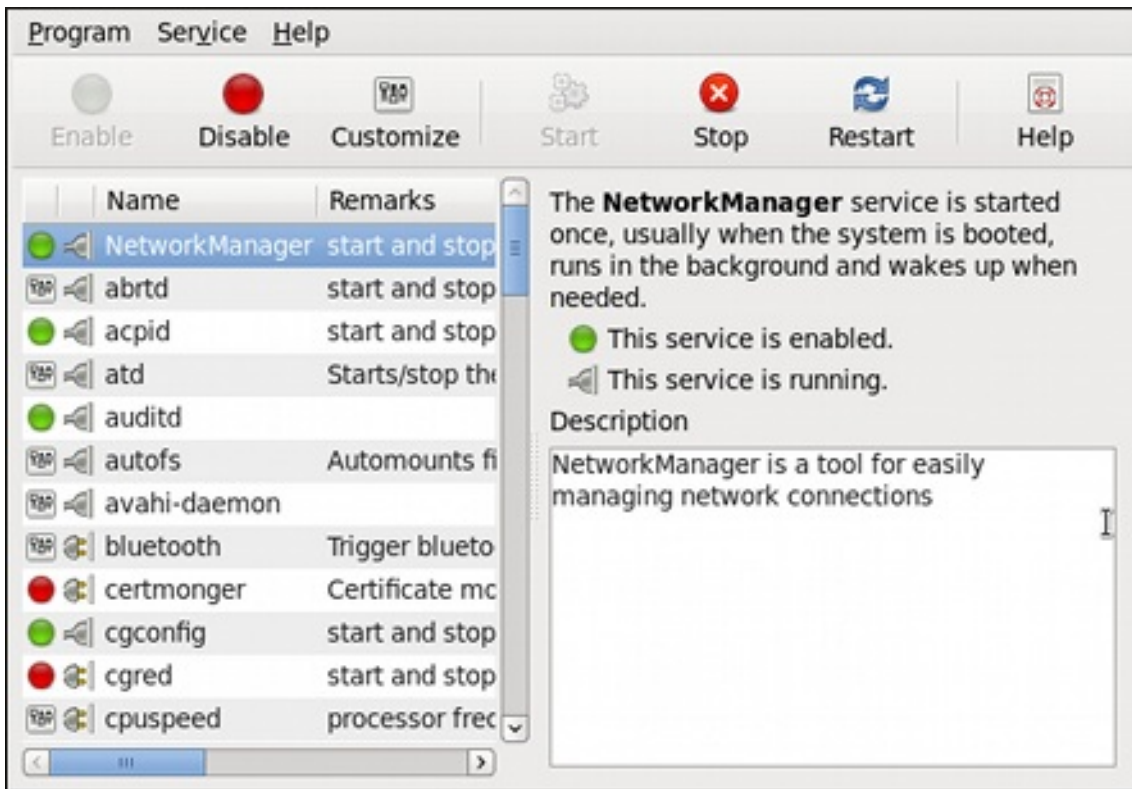 Program Service Help
Enable Disable Customize Start Stop Restart Help
Name Remarks
NetworkManager start and stop
abrtd start and stop
acpid start and stop
atd Starts/stop the
auditd
autofs Automounts fi
avahi-daemon
bluetooth Trigger blueto
certmonger Certificate mo
cgconfig start and stop
cgred start and stop
cpuspeed processor frec
The NetworkManager service is started
once, usually when the system is booted,
runs in the background and wakes up when
needed.
This service is enabled.
This service is running.
Description
NetworkManager is a tool for easily
managing network connections